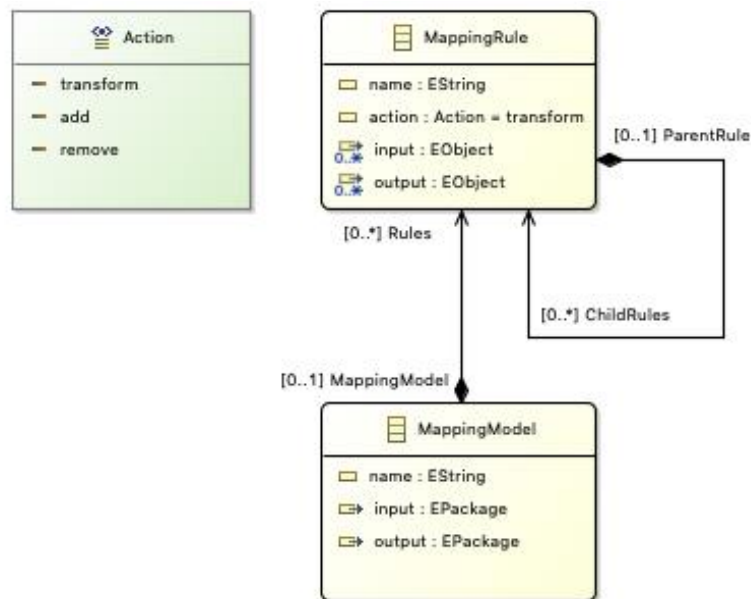 Action
transform
add
remove
MappingRule
name : EString
action : Action = transform
0..* input : EObject
0..* output : EObject
[0..1] ParentRule
[0..*] Rules
[0..*] ChildRules
[0..1] MappingModel
MappingModel
name : EString
input : EPackage
output : EPackage